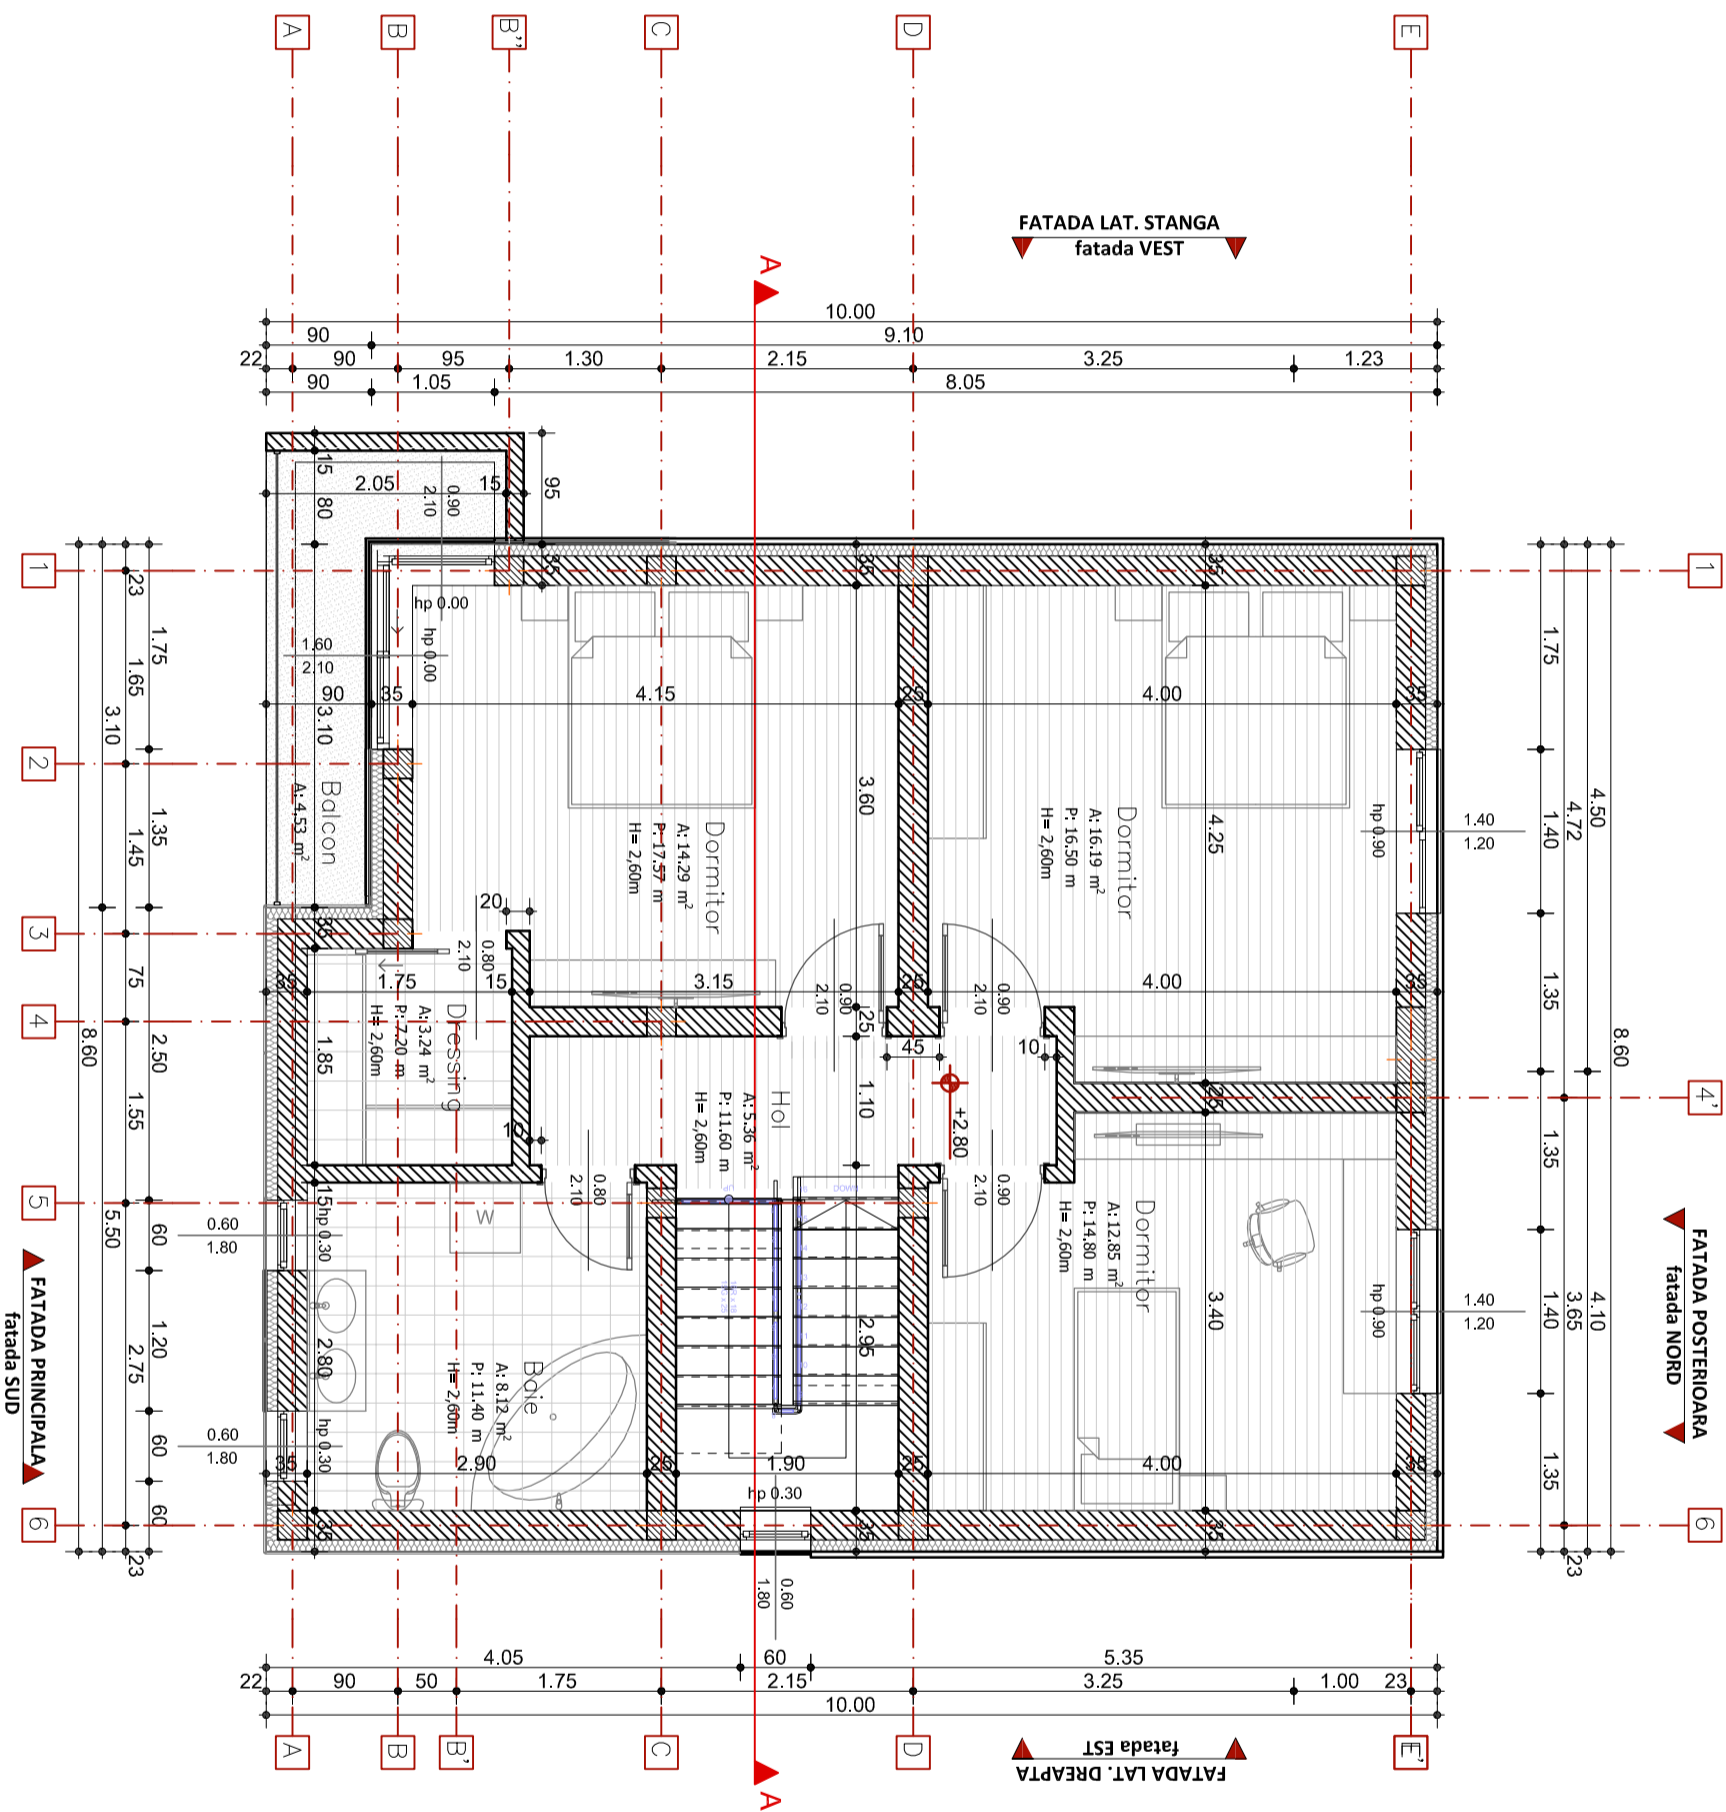 A
B
B''
C
D
E
FATADA LAT. STANGA
fatada VEST
A
10.00
90
9.10
22
90
95
1.30
2.15
3.25
1.23
90
1.05
8.05
15
80
2.05
15
95
0.90
2.10
35
35
35
1
1
23
1.75
1.65
3.10
hp 0.00
hp 0.00
1.60
2.10
90
35
4.15
25
4.00
35
3.10
2
3.60
4.25
Balcon
A: 4.53 m²
Dormitor
A: 14.29 m²
P: 17.57 m
H= 2,60m
Dormitor
A: 16.19 m²
P: 16.50 m
H= 2,60m
hp 0.90
1.40
1.20
1.75
1.40
4.72
4.50
1.35
1.45
20
35
3
0.80
2.10
75
1.75
15
3.15
25
4.00
35
0.90
2.10
0.90
2.10
1.35
4
25
45
10
Dressing
A: 3.24 m²
P: 7.20 m
H= 2,60m
1.85
Hol
A: 5.36 m²
P: 11.60 m
H= 2,60m
1.10
+2.80
25
4'
8.60
8.60
2.50
1.55
0.80
2.10
0.90
2.10
1.35
5
15
hp 0.30
0.60
1.80
60
5.50
W
DOWN
Dormitor
A: 12.85 m²
P: 14.80 m
H= 2,60m
hp 0.90
1.40
1.20
1.40
3.65
4.10
FATADA POSTERIOARA
fatada NORD
FATADA PRINCIPALA
fatada SUD
1.20
2.75
2.80
2.95
3.40
Baie
A: 8.12 m²
P: 11.40 m
H= 2,60m
hp 0.30
0.60
1.80
60
35
2.90
25
1.90
25
4.00
35
1.35
hp 0.30
6
6
60
23
35
35
35
23
0.60
1.80
4.05
60
5.35
22
90
50
1.75
2.15
3.25
1.00
23
10.00
A
B
B'
C
A
D
E'
fatada EST
FATADA LAT. DREAPTA